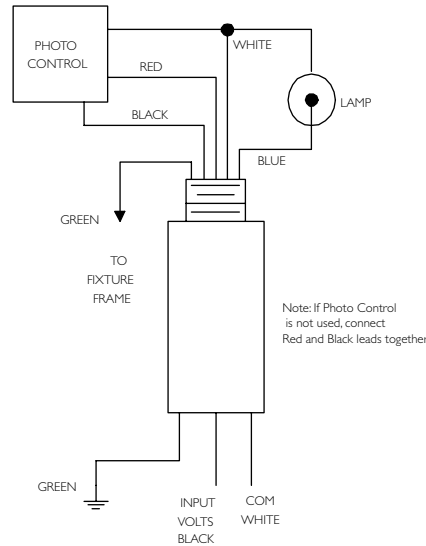 PHOTO
CONTROL
WHITE
RED
LAMP
BLACK
BLUE
GREEN
TO
FIXTURE
FRAME
Note: If Photo Control
is not used, connect
Red and Black leads together
GREEN
INPUT
VOLTS
BLACK
COM
WHITE